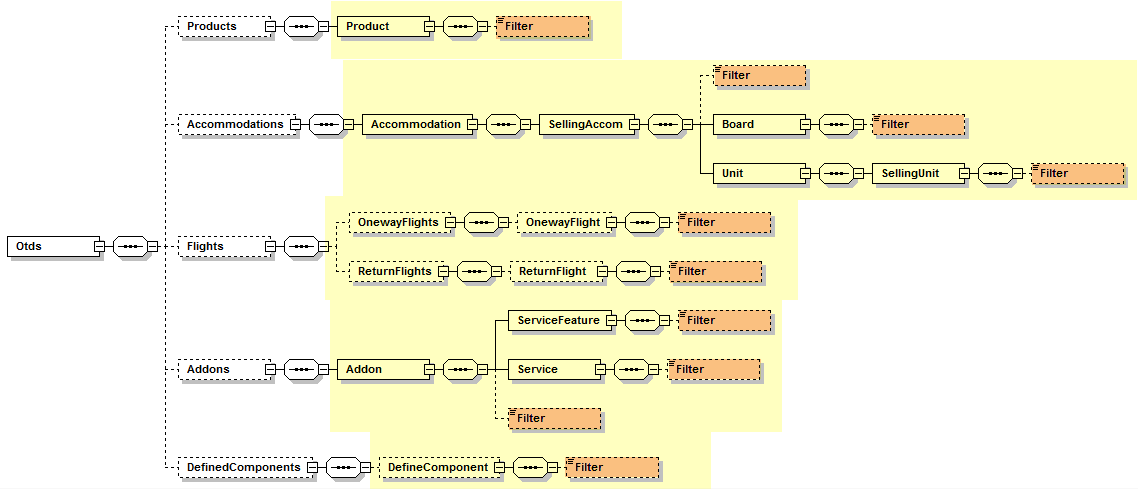 Products
Product
Filter
Filter
Accommodations
Accommodation
SellingAccom
Board
Filter
Unit
SellingUnit
Filter
OnewayFlights
OnewayFlight
Filter
Otds
Flights
ReturnFlights
ReturnFlight
Filter
ServiceFeature
Filter
Addons
Addon
Service
Filter
Filter
DefinedComponents
DefineComponent
Filter